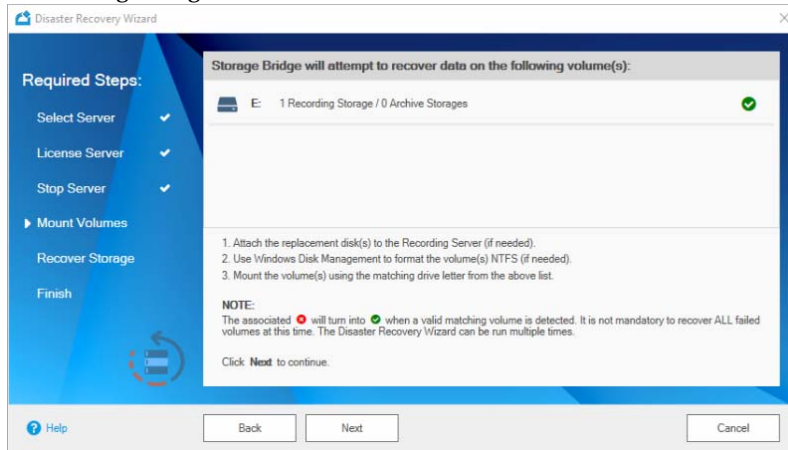 Disaster Recovery Wizard
Required Steps:
Select Server
License Server
Stop Server
Mount Volumes
Recover Storage
Finish
Storage Bridge will attempt to recover data on the following volume(s):
E: 1 Recording Storage / 0 Archive Storages
1. Attach the replacement disk(s) to the Recording Server (if needed).
2. Use Windows Disk Management to format the volume(s) NTFS (if needed).
3. Mount the volume(s) using the matching drive letter from the above list.
NOTE:
The associated will turn into when a valid matching volume is detected. It is not mandatory to recover ALL failed
volumes at this time. The Disaster Recovery Wizard can be run multiple times.
Click Next to continue.
Help
Back
Next
Cancel